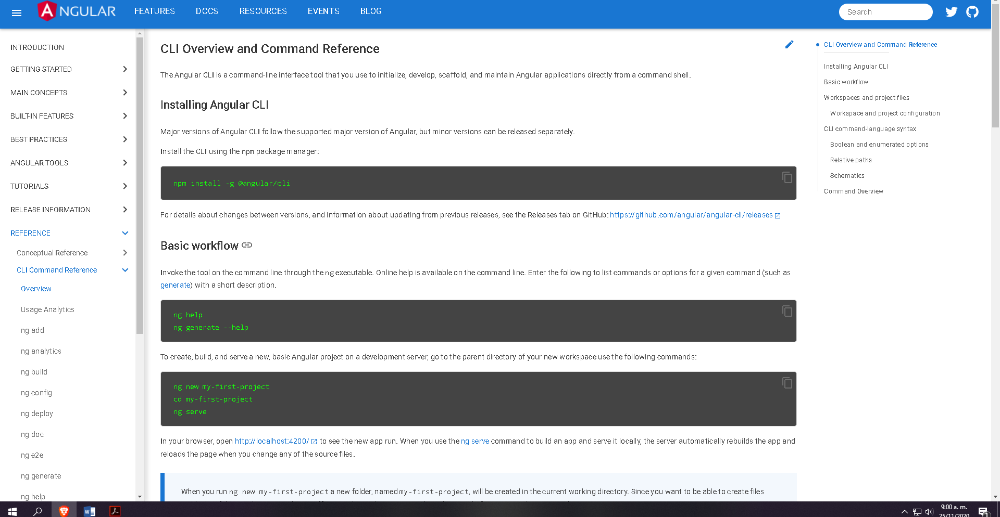 ANGULAR
FEATURES
DOCS
RESOURCES
EVENTS
BLOG
Search
INTRODUCTION
GETTING STARTED
MAIN CONCEPTS
BUILT-IN FEATURES
BEST PRACTICES
ANGULAR TOOLS
TUTORIALS
RELEASE INFORMATION
REFERENCE
Conceptual Reference
CLI Command Reference
Overview
Usage Analytics
ng add
ng analytics
ng build
ng config
ng deploy
ng doc
ng e2e
ng generate
ng help
CLI Overview and Command Reference
The Angular CLI is a command-line interface tool that you use to initialize, develop, scaffold, and maintain Angular applications directly from a command shell.
Installing Angular CLI
Major versions of Angular CLI follow the supported major version of Angular, but minor versions can be released separately.
Install the CLI using the npm package manager:
npm install -g @angular/cli
For details about changes between versions, and information about updating from previous releases, see the Releases tab on GitHub: https://github.com/angular/angular-cli/releases
Basic workflow
Invoke the tool on the command line through the ng executable. Online help is available on the command line. Enter the following to list commands or options for a given command (such as
generate) with a short description.
ng help
ng generate --help
To create, build, and serve a new, basic Angular project on a development server, go to the parent directory of your new workspace use the following commands:
ng new my-first-project
cd my-first-project
ng serve
In your browser, open http://localhost:4200/ to see the new app run. When you use the ng serve command to build an app and serve it locally, the server automatically rebuilds the app and
reloads the page when you change any of the source files.
When you run ng new my-first-project a new folder, named my-first-project, will be created in the current working directory. Since you want to be able to create files
CLI Overview and Command Reference
Installing Angular CLI
Basic workflow
Workspaces and project files
Workspace and project configuration
CLI command-language syntax
Boolean and enumerated options
Relative paths
Schematics
Command Overview
9:00 a. m.
25/11/2020
1